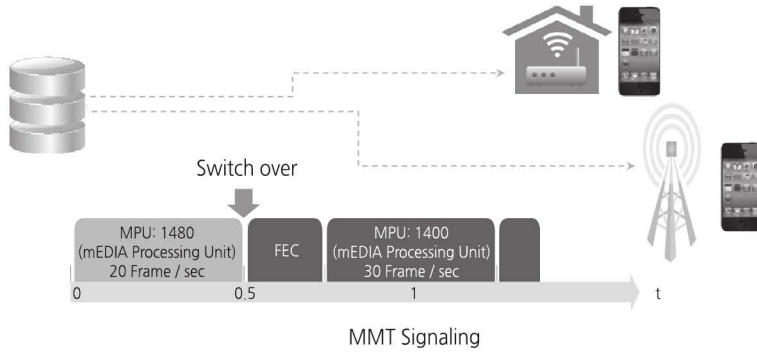 Switch over
MPU: 1480
(mEDIA Processing Unit)
20 Frame / sec
FEC
MPU: 1400
(mEDIA Processing Unit)
30 Frame / sec
0
0.5
1
t
MMT Signaling